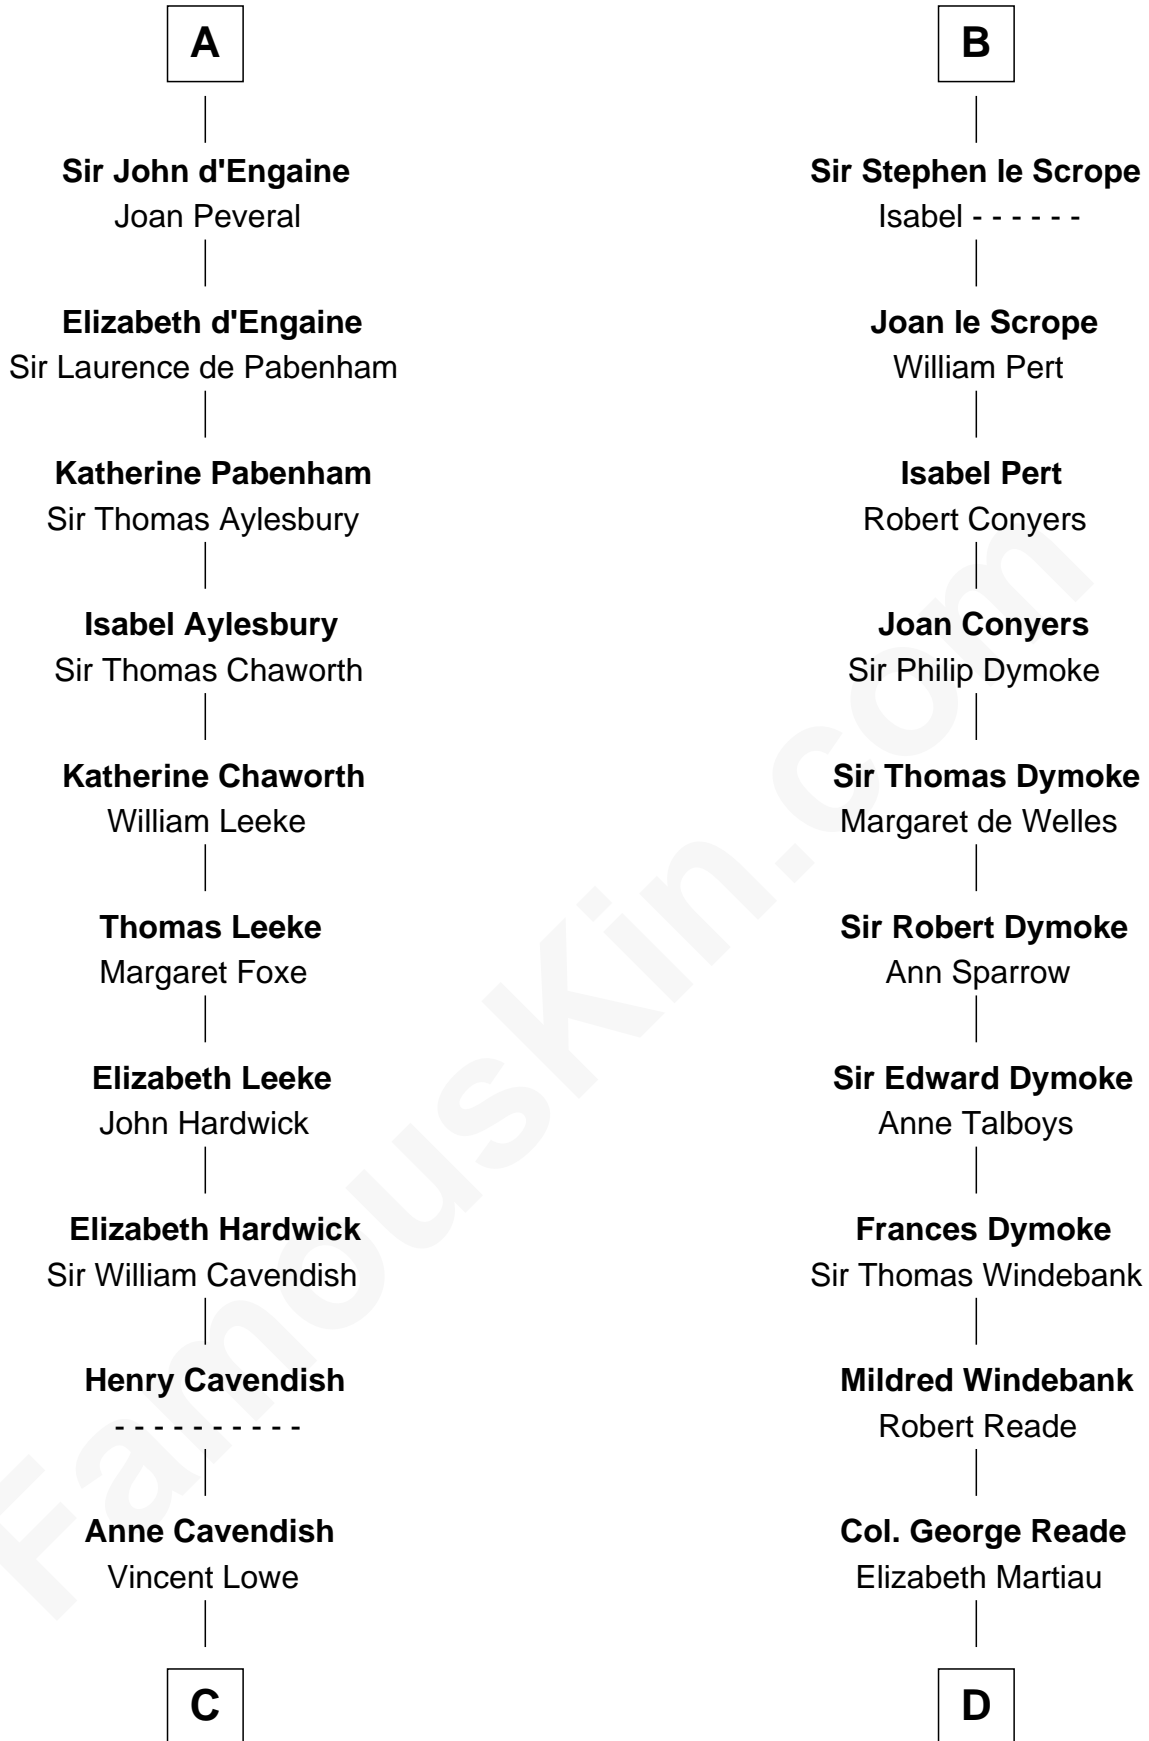 A
Sir John d'Engaine
Joan Peveral
Elizabeth d'Engaine
Sir Laurence de Pabenham
Katherine Pabenham
Sir Thomas Aylesbury
Isabel Aylesbury
Sir Thomas Chaworth
Katherine Chaworth
William Leeke
Thomas Leeke
Margaret Foxe
Elizabeth Leeke
John Hardwick
Elizabeth Hardwick
Sir William Cavendish
Henry Cavendish
- - - - - - - - - -
Anne Cavendish
Vincent Lowe
C
B
Sir Stephen le Scrope
Isabel - - - - - -
Joan le Scrope
William Pert
Isabel Pert
Robert Conyers
Joan Conyers
Sir Philip Dymoke
Sir Thomas Dymoke
Margaret de Welles
Sir Robert Dymoke
Ann Sparrow
Sir Edward Dymoke
Anne Talboys
Frances Dymoke
Sir Thomas Windebank
Mildred Windebank
Robert Reade
Col. George Reade
Elizabeth Martiau
D
FamousKin.com